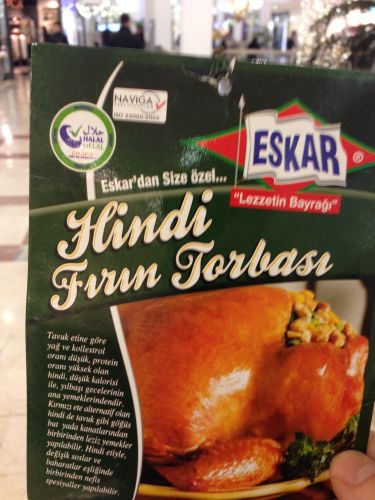 NAVIGA
ISO 22000:2005
حلال
HALAL
HELAL
ESKAR ®
"Lezzetin Bayrağı"
Eskar'dan Size özel...
Hindi
Fırın Torbası
Tavuk etine göre
yağ ve kollestrol
oranı düşük, protein
oranı yüksek olan
hindi, düşük kalorisi
ile, yılbaşı gecelerinin
ana yemeklerindendir.
Kırmızı ete alternatif olan
hindi de tavuk gibi göğüs
but yada kanatlarından
birbirinden leziz yemekler
yapılabilir. Hindi etiyle,
değişik soslar ve
baharatlar eşliğinde
birbirinden nefis
spesiyaller yapılabilir.